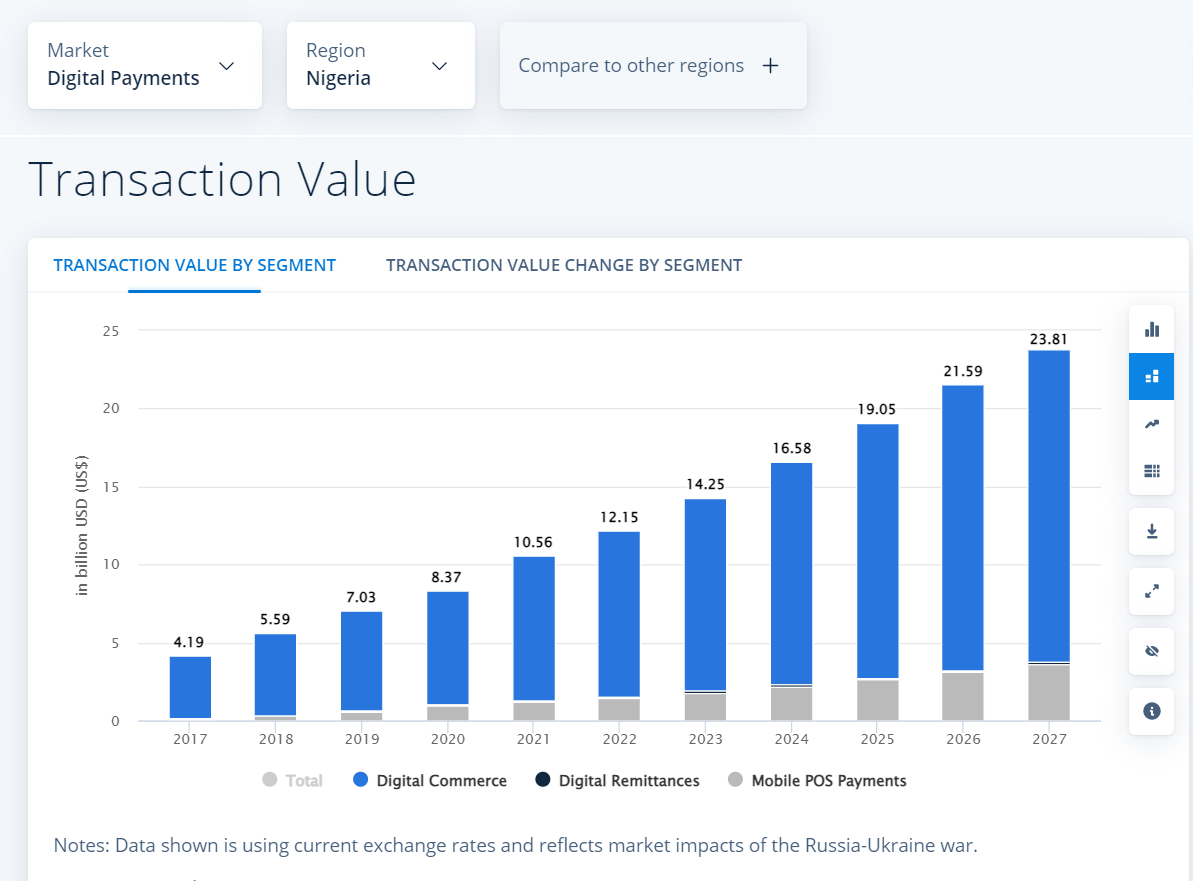 Market
Digital Payments
Region
Nigeria
Compare to other regions +
Transaction Value
TRANSACTION VALUE BY SEGMENT
TRANSACTION VALUE CHANGE BY SEGMENT
in billion USD (US$)
25
20
15
10
5
0
4.19
5.59
7.03
8.37
10.56
12.15
14.25
16.58
19.05
21.59
23.81
2017 2018 2019 2020 2021 2022 2023 2024 2025 2026 2027
Total Digital Commerce Digital Remittances Mobile POS Payments
Notes: Data shown is using current exchange rates and reflects market impacts of the Russia-Ukraine war.